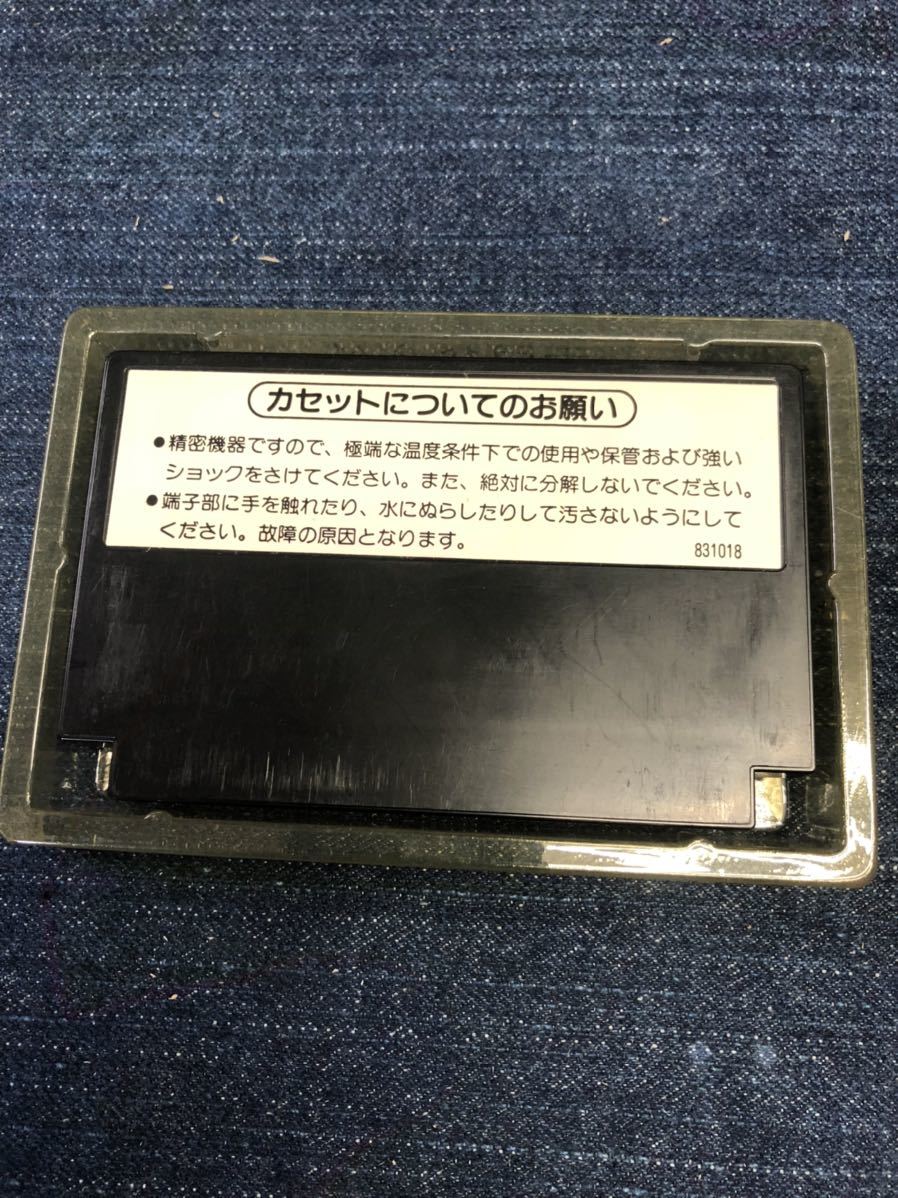 カセットについてのお願い
●精密機器ですので、極端な温度条件下での使用や保管および強い
ショックをさけてください。また、絶対に分解しないでください。
●端子部に手を触れたり、水にぬらしたりして汚さないようにして
ください。故障の原因となります。
831018